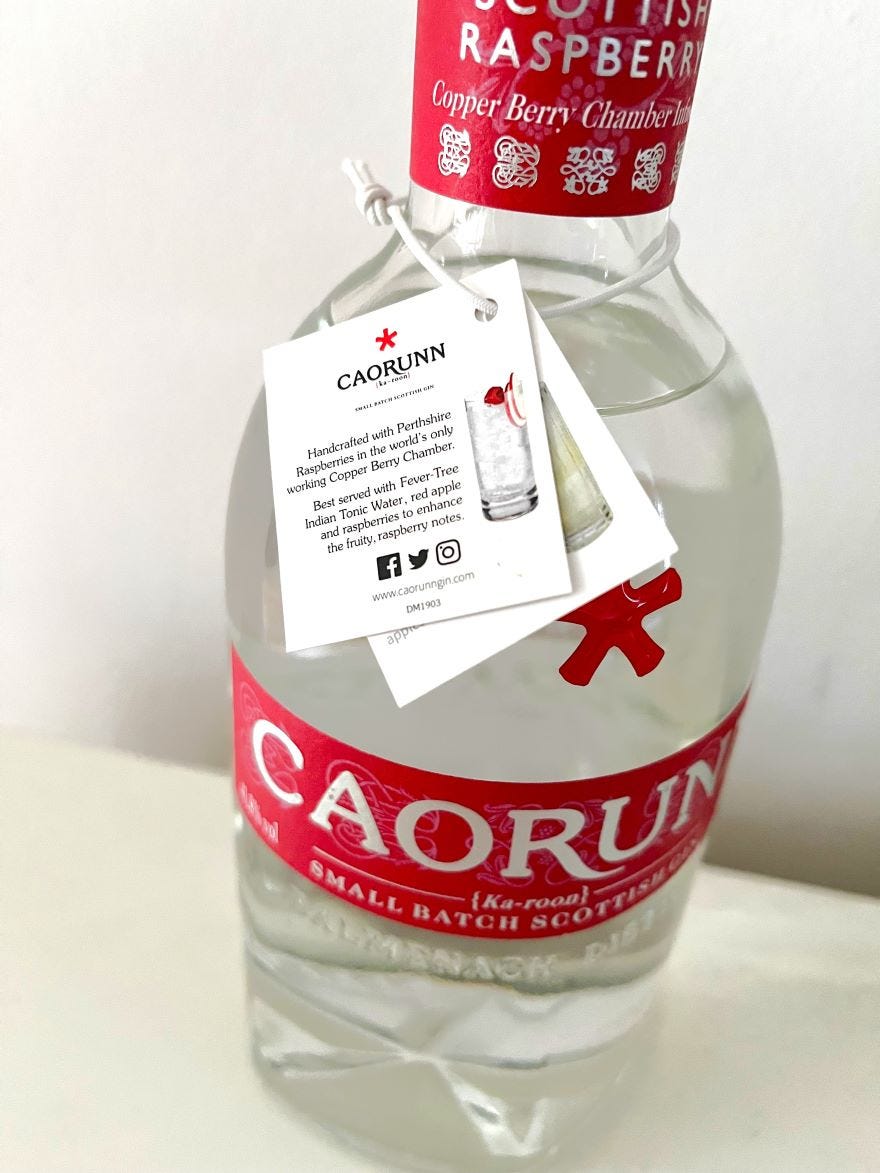 SCOTTISH
RASPBERRY
Copper Berry Chamber
CAORUNN
{ka-roon}
SMALL BATCH SCOTTISH GIN
Handcrafted with Perthshire
Raspberries in the world's only
working Copper Berry Chamber.
Best served with Fever-Tree
Indian Tonic Water, red apple
and raspberries to enhance
the fruity, raspberry notes.
www.caorunngin.com
DM1903
CAORUNN
{Ka-roon}
SMALL BATCH SCOTTISH GIN
BALMENACH